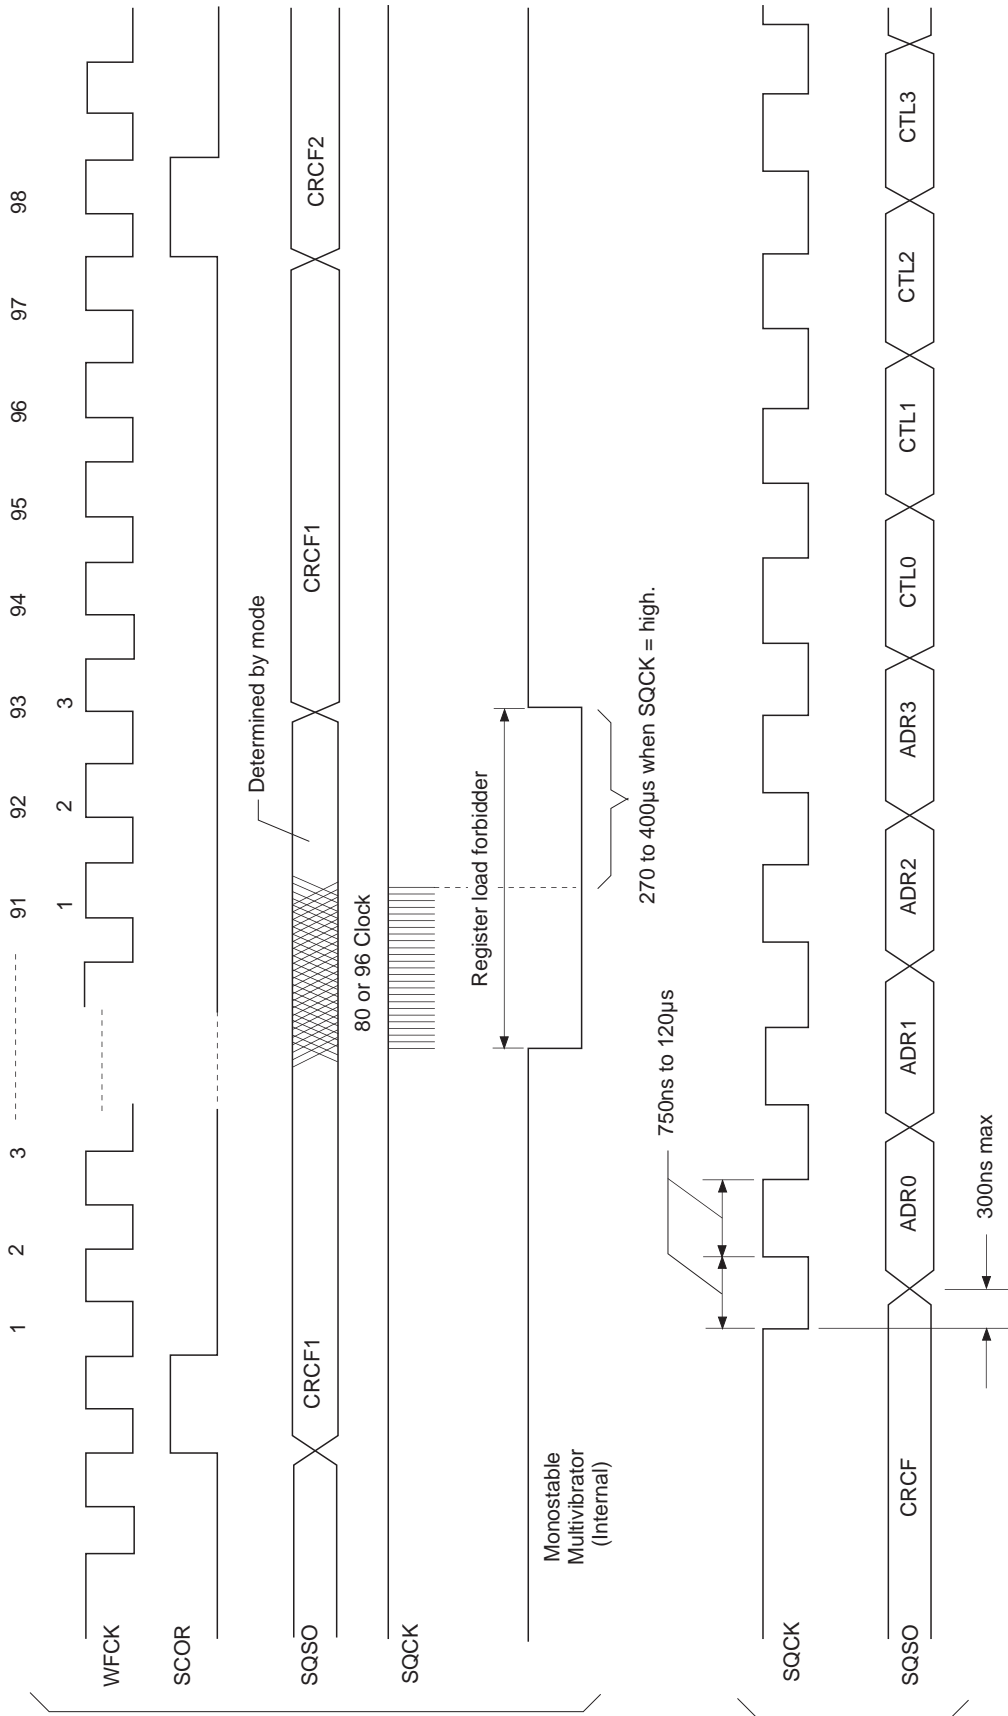 1 2 3 91 92 93 94 95 96 97 98
1 2 3
WFCK
SCOR
Determined by mode
SQSO CRCF1 CRCF1 CRCF2
80 or 96 Clock
SQCK
Register load forbidder
Monostable
Multivibrator
(Internal)
270 to 400μs when SQCK = high.
750ns to 120μs
SQCK
SQSO CRCF ADR0 ADR1 ADR2 ADR3 CTL0 CTL1 CTL2 CTL3
300ns max